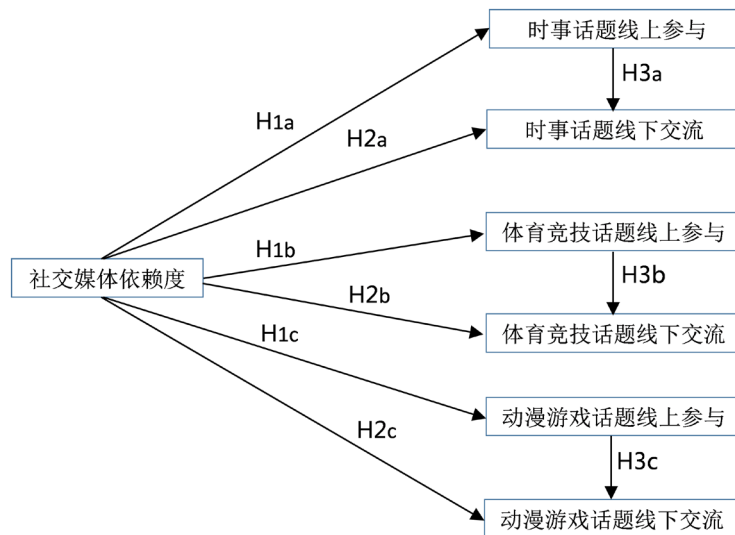 时事话题线上参与
H3a
H1a
H2a
时事话题线下交流
体育竞技话题线上参与
H1b
社交媒体依赖度
H3b
H2b
体育竞技话题线下交流
H1c
动漫游戏话题线上参与
H2c
H3c
动漫游戏话题线下交流